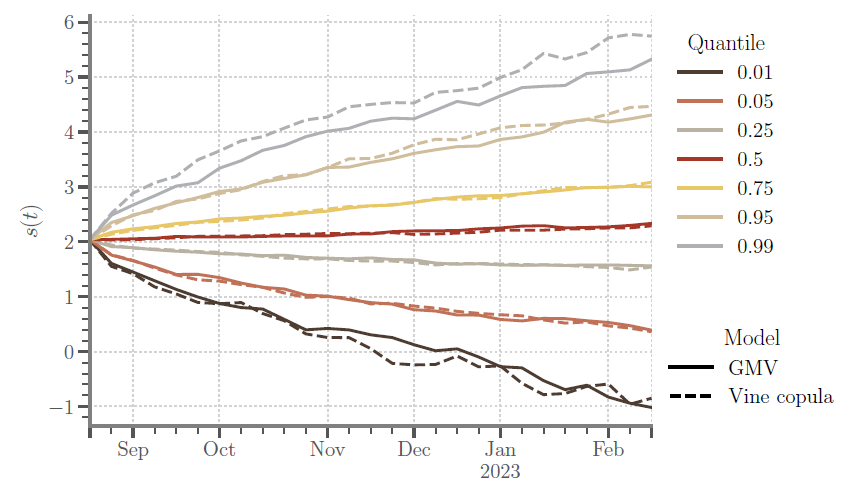 6
5
4
3
2
1
0
−1
s(t)
Sep Oct Nov Dec Jan Feb
2023
Quantile
0.01
0.05
0.25
0.5
0.75
0.95
0.99
Model
GMV
Vine copula